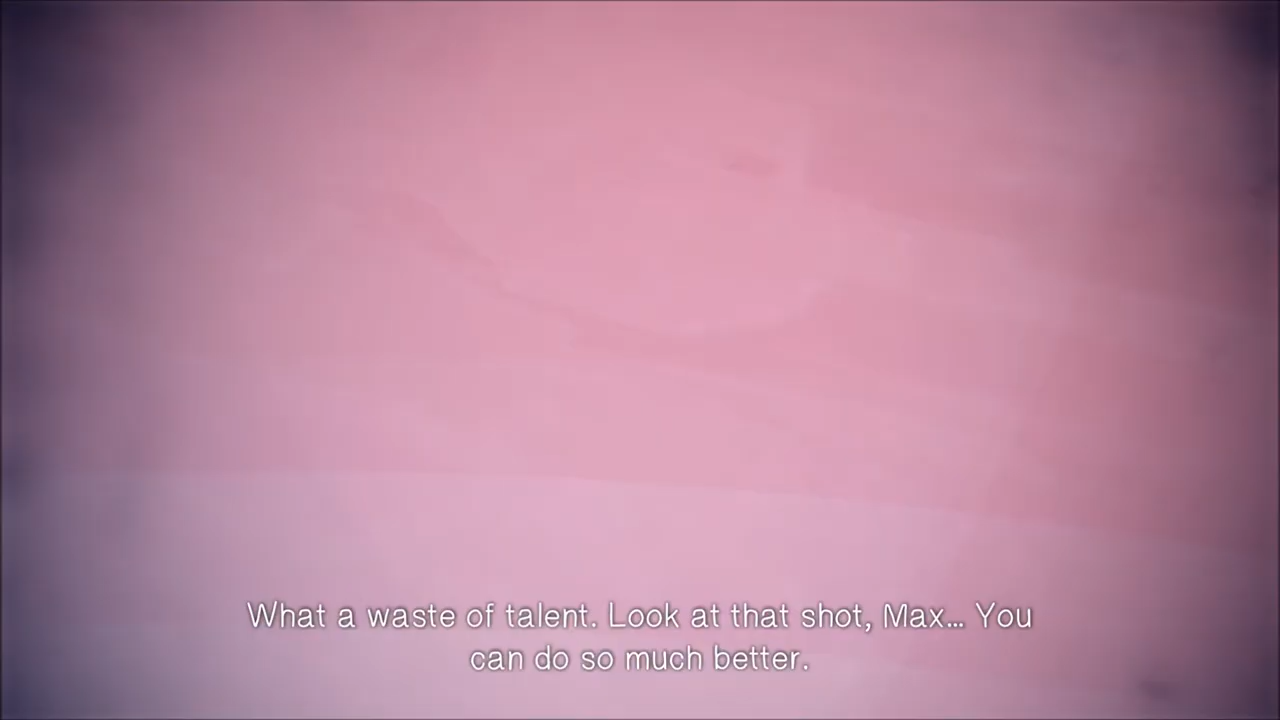 What a waste of talent. Look at that shot, Max... You
can do so much better.